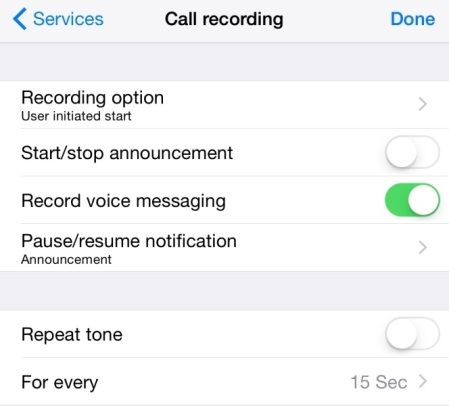 Services Call recording Done
Recording option
User initiated start
Start/stop announcement
Record voice messaging
Pause/resume notification
Announcement
Repeat tone
For every 15 Sec